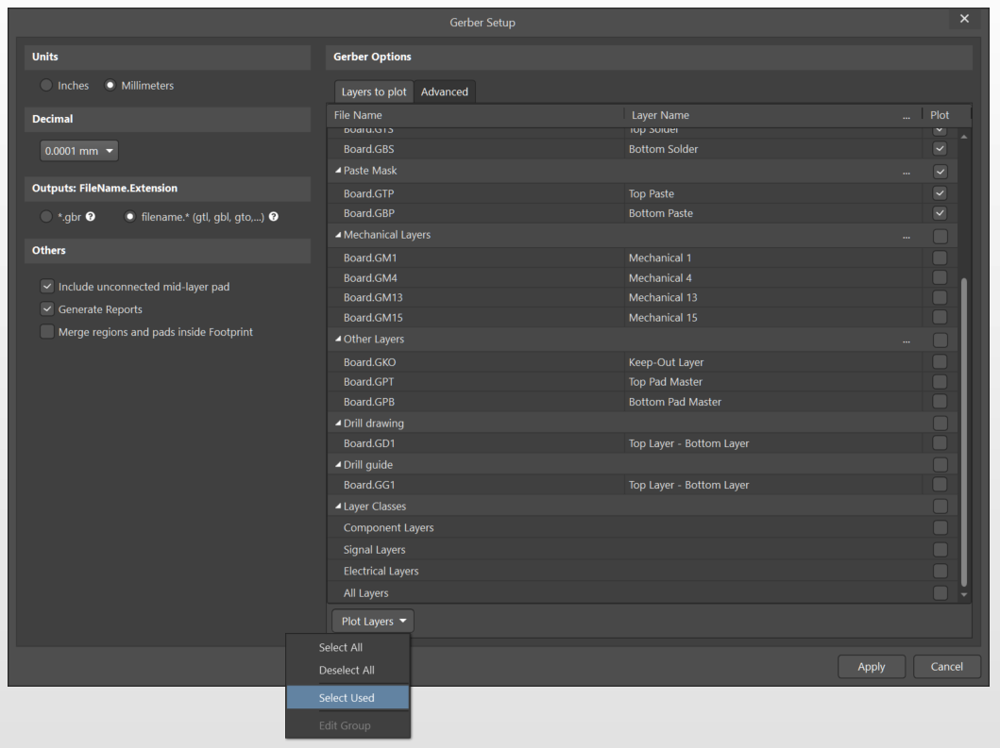 Gerber Setup
Units
Inches Millimeters
Decimal
0.0001 mm
Outputs: FileName.Extension
*.gbr filename.* (gtl, gbl, gto,...)
Others
Include unconnected mid-layer pad
Generate Reports
Merge regions and pads inside Footprint
Gerber Options
Layers to plot Advanced
File Name Layer Name ... Plot
Board.GTS Top Solder
Board.GBS Bottom Solder
Paste Mask ...
Board.GTP Top Paste
Board.GBP Bottom Paste
Mechanical Layers ...
Board.GM1 Mechanical 1
Board.GM4 Mechanical 4
Board.GM13 Mechanical 13
Board.GM15 Mechanical 15
Other Layers ...
Board.GKO Keep-Out Layer
Board.GPT Top Pad Master
Board.GPB Bottom Pad Master
Drill drawing
Board.GD1 Top Layer - Bottom Layer
Drill guide
Board.GG1 Top Layer - Bottom Layer
Layer Classes
Component Layers
Signal Layers
Electrical Layers
All Layers
Plot Layers
Select All
Deselect All
Select Used
Edit Group
Apply Cancel